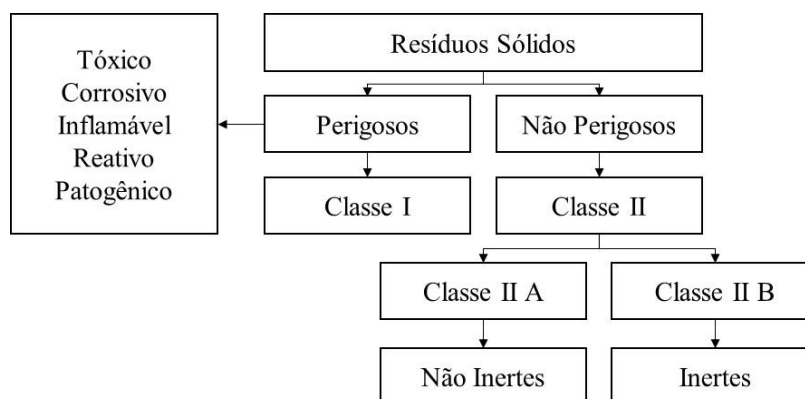 Resíduos Sólidos
Tóxico
Corrosivo
Inflamável
Reativo
Patogênico
Perigosos
Não Perigosos
Classe I
Classe II
Classe II A
Classe II B
Não Inertes
Inertes